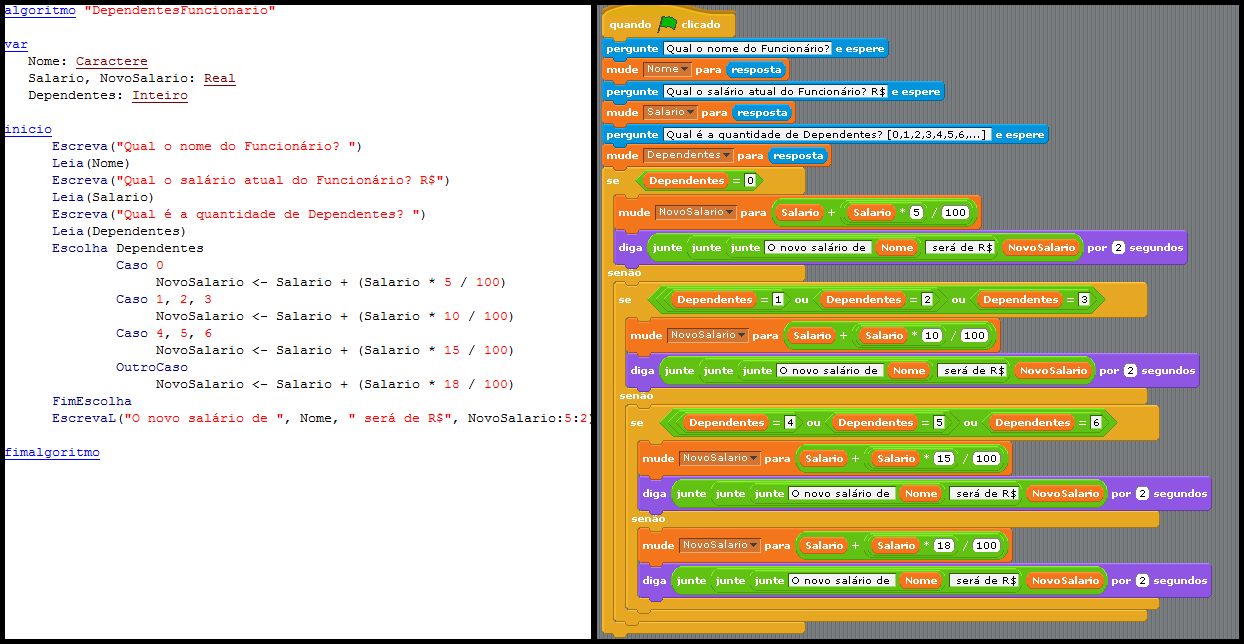 algoritmo "DependentesFuncionario"
var
Nome: Caractere
Salario, NovoSalario: Real
Dependentes: Inteiro
inicio
Escreva("Qual o nome do Funcionário? ")
Leia(Nome)
Escreva("Qual o salário atual do Funcionário? R$")
Leia(Salario)
Escreva("Qual é a quantidade de Dependentes? ")
Leia(Dependentes)
Escolha Dependentes
Caso 0
NovoSalario <- Salario + (Salario * 5 / 100)
Caso 1, 2, 3
NovoSalario <- Salario + (Salario * 10 / 100)
Caso 4, 5, 6
NovoSalario <- Salario + (Salario * 15 / 100)
OutroCaso
NovoSalario <- Salario + (Salario * 18 / 100)
FimEscolha
EscrevaL("O novo salário de ", Nome, " será de R$", NovoSalario:5:2)
fimalgoritmo
quando clicado
pergunte Qual o nome do Funcionário? e espere
mude Nome para resposta
pergunte Qual o salário atual do Funcionário? R$ e espere
mude Salario para resposta
pergunte Qual é a quantidade de Dependentes? [0,1,2,3,4,5,6,...] e espere
mude Dependentes para resposta
se Dependentes = 0
mude NovoSalario para Salario + Salario * 5 / 100
diga junte junte junte O novo salário de Nome será de R$ NovoSalario por 2 segundos
senão
se Dependentes = 1 ou Dependentes = 2 ou Dependentes = 3
mude NovoSalario para Salario + Salario * 10 / 100
diga junte junte junte O novo salário de Nome será de R$ NovoSalario por 2 segundos
senão
se Dependentes = 4 ou Dependentes = 5 ou Dependentes = 6
mude NovoSalario para Salario + Salario * 15 / 100
diga junte junte junte O novo salário de Nome será de R$ NovoSalario por 2 segundos
senão
mude NovoSalario para Salario + Salario * 18 / 100
diga junte junte junte O novo salário de Nome será de R$ NovoSalario por 2 segundos